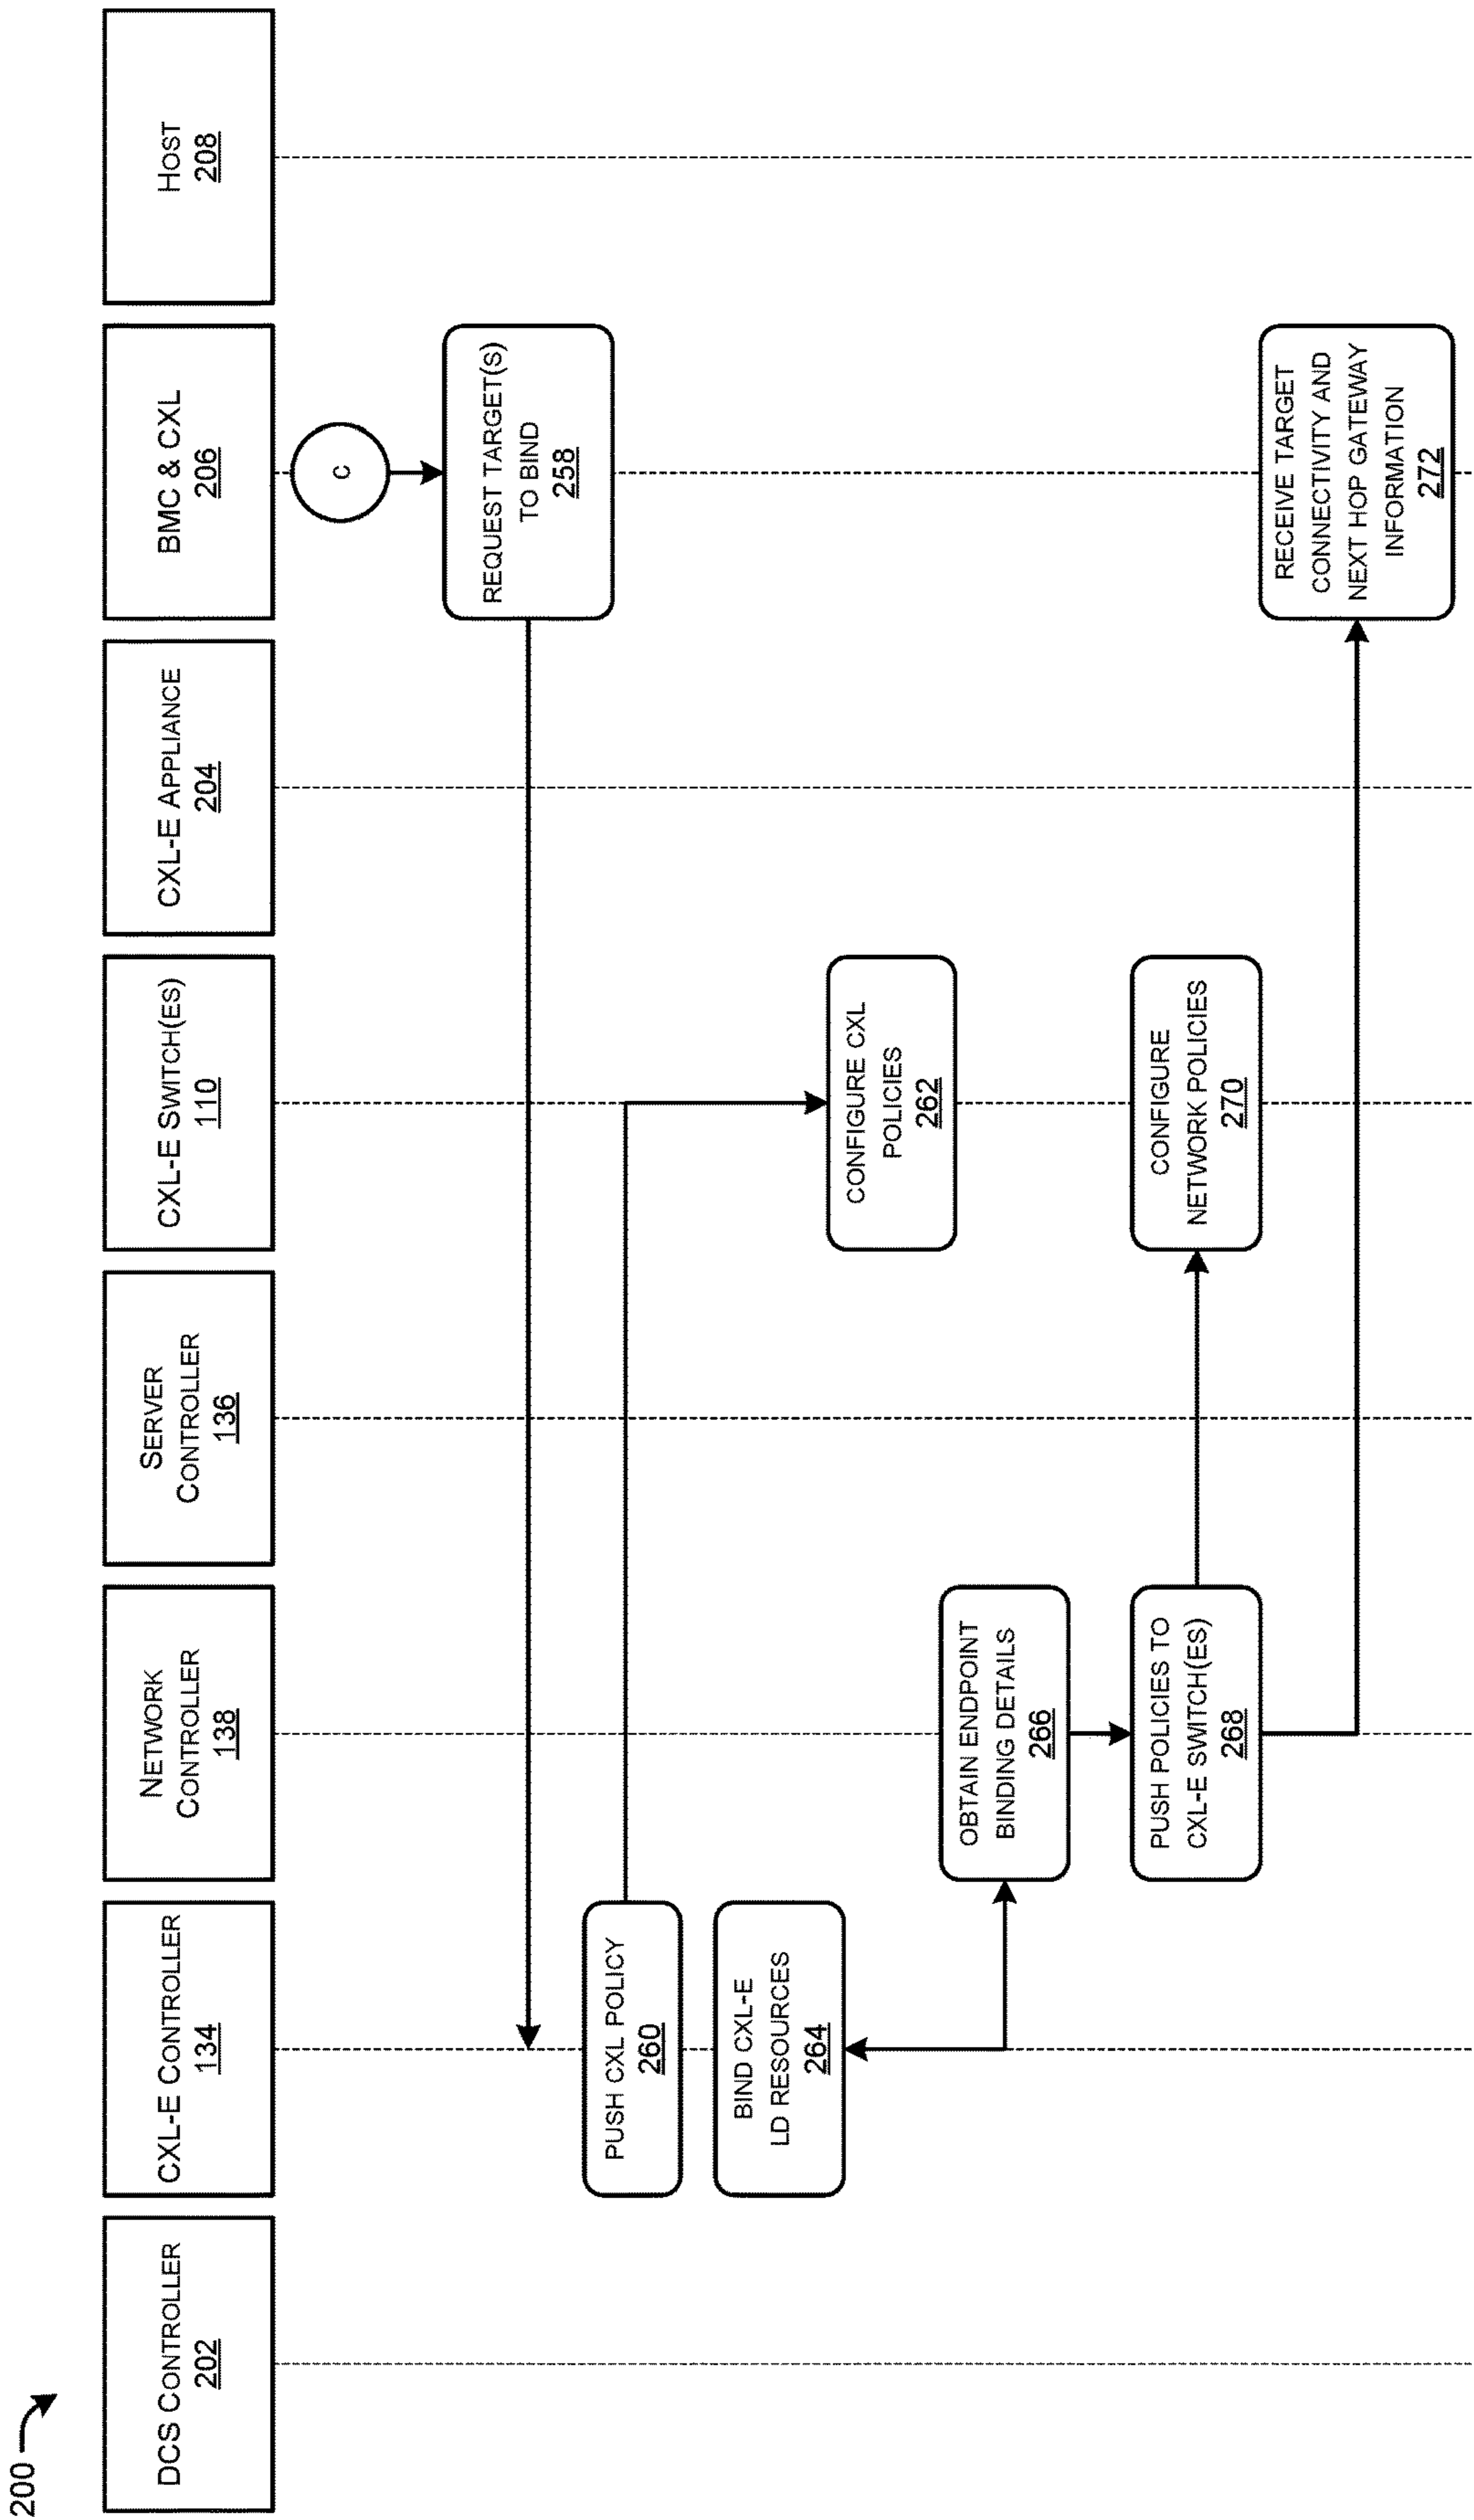 200
DCS CONTROLLER
202
CXL-E CONTROLLER
134
NETWORK
CONTROLLER
138
SERVER
CONTROLLER
136
CXL-E SWITCH(ES)
110
CXL-E APPLIANCE
204
BMC & CXL
206
HOST
208
C
REQUEST TARGET(S)
TO BIND
258
PUSH CXL POLICY
260
CONFIGURE CXL
POLICIES
262
BIND CXL-E
LD RESOURCES
264
OBTAIN ENDPOINT
BINDING DETAILS
266
PUSH POLICIES TO
CXL-E SWITCH(ES)
268
CONFIGURE
NETWORK POLICIES
270
RECEIVE TARGET
CONNECTIVITY AND
NEXT HOP GATEWAY
INFORMATION
272